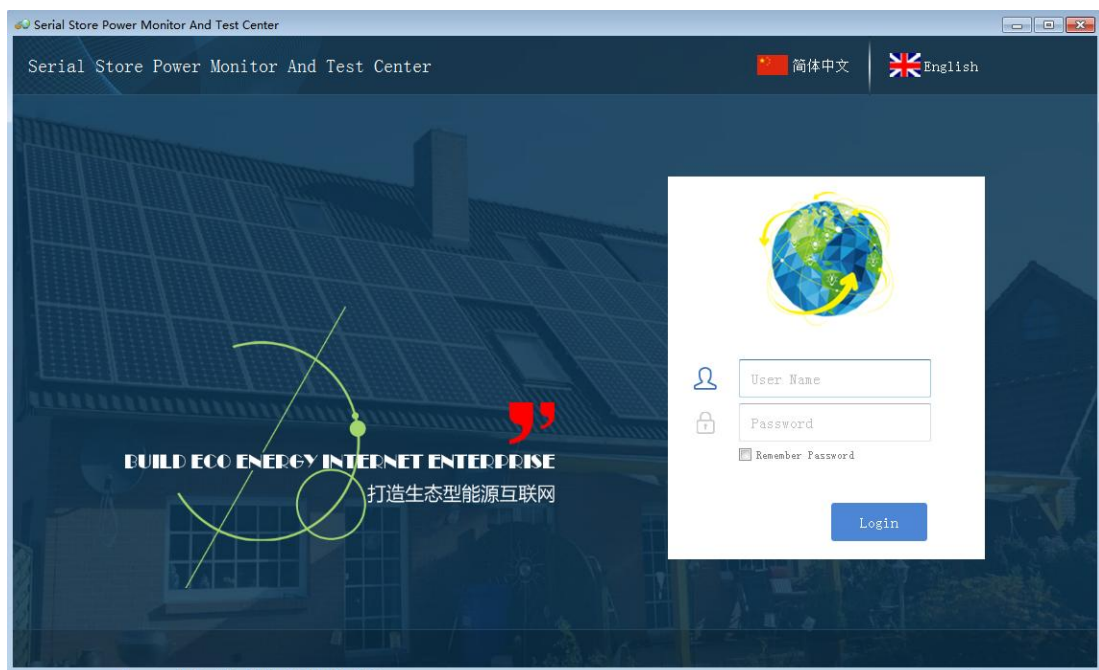 Serial Store Power Monitor And Test Center
Serial Store Power Monitor And Test Center
简体中文
English
User Name
Password
Remember Password
Login
BUILD ECO ENERGY INTERNET ENTERPRISE
打造生态型能源互联网